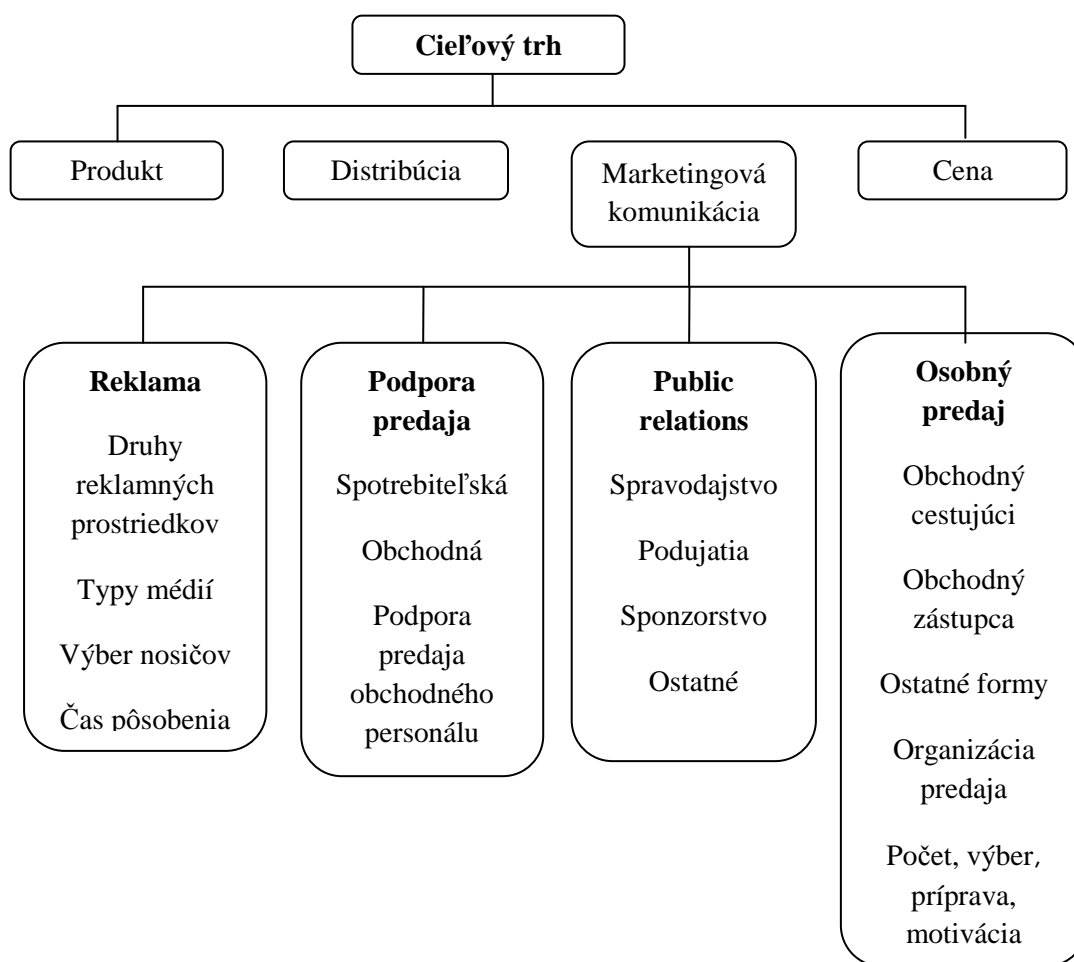 Cieľový trh
Produkt
Distribúcia
Marketingová
komunikácia
Cena
Reklama
Druhy
reklamných
prostriedkov
Typy médií
Výber nosičov
Čas pôsobenia
Podpora
predaja
Spotrebiteľská
Obchodná
Podpora
predaja
obchodného
personálu
Public
relations
Spravodajstvo
Podujatia
Sponzorstvo
Ostatné
Osobný
predaj
Obchodný
cestujúci
Obchodný
zástupca
Ostatné formy
Organizácia
predaja
Počet, výber,
príprava,
motivácia